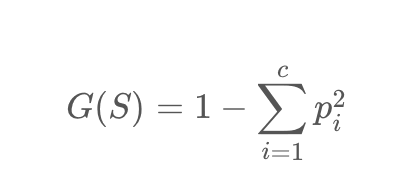 G(S) = 1 − ∑_{i=1}^{c} p_i^2